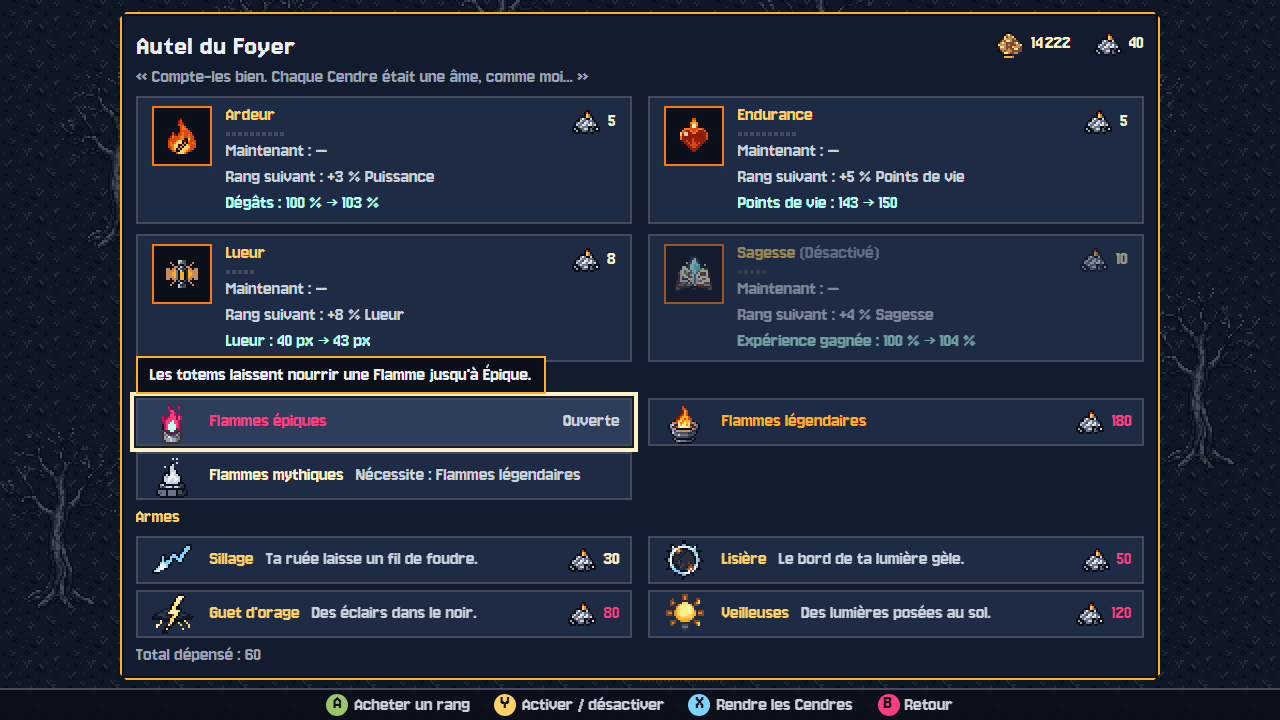 Autel du Foyer
14222
40
« Compte-les bien. Chaque Cendre était une âme, comme moi... »
Ardeur
5
Maintenant : —
Rang suivant : +3 % Puissance
Dégâts : 100 % → 103 %
Endurance
5
Maintenant : —
Rang suivant : +5 % Points de vie
Points de vie : 143 → 150
Lueur
8
Maintenant : —
Rang suivant : +8 % Lueur
Lueur : 40 px → 43 px
Sagesse (Désactivé)
10
Maintenant : —
Rang suivant : +4 % Sagesse
Expérience gagnée : 100 % → 104 %
Les totems laissent nourrir une Flamme jusqu'à Épique.
Flammes épiques Ouverte
Flammes légendaires 180
Flammes mythiques Nécessite : Flammes légendaires
Armes
Sillage Ta ruée laisse un fil de foudre. 30
Lisière Le bord de ta lumière gèle. 50
Guet d'orage Des éclairs dans le noir. 80
Veilleuses Des lumières posées au sol. 120
Total dépensé : 60
A Acheter un rang Y Activer / désactiver X Rendre les Cendres B Retour